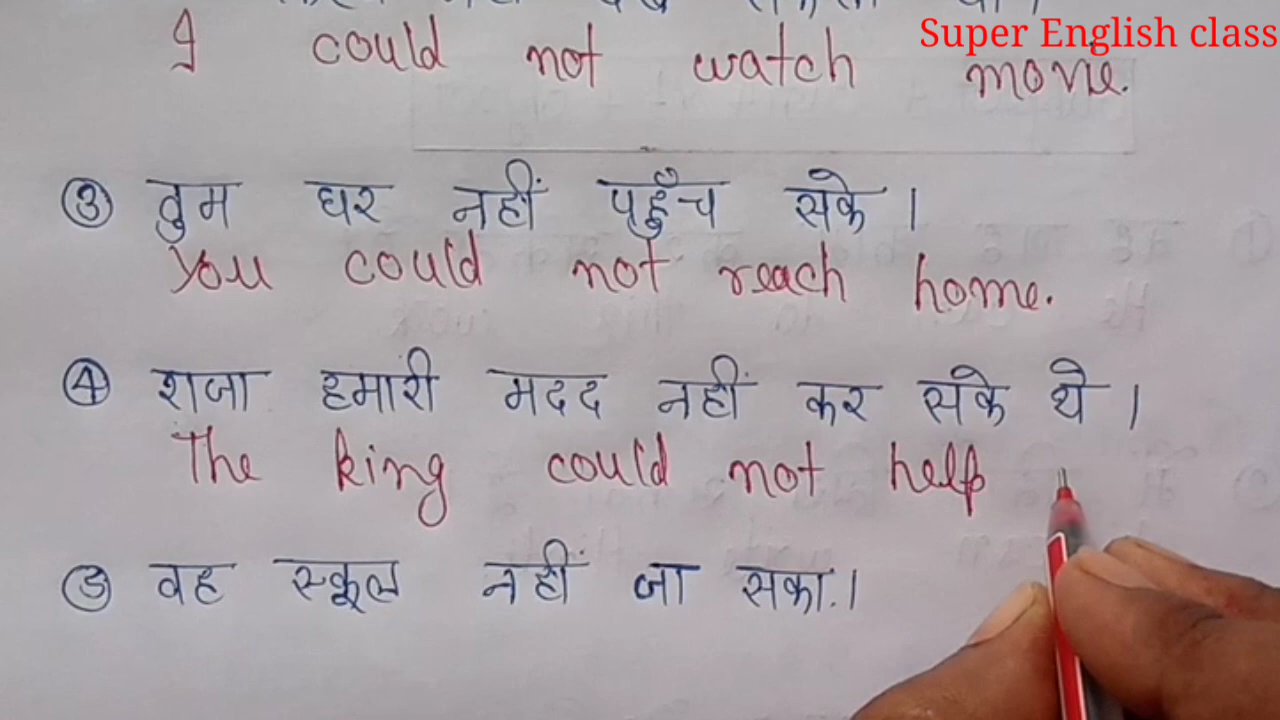 Super English class
I could not watch movie.
③ तुम घर नहीं पहुँच सके।
You could not reach home.
④ राजा हमारी मदद नहीं कर सके थे।
The king could not help
⑤ वह स्कूल नहीं जा सका।